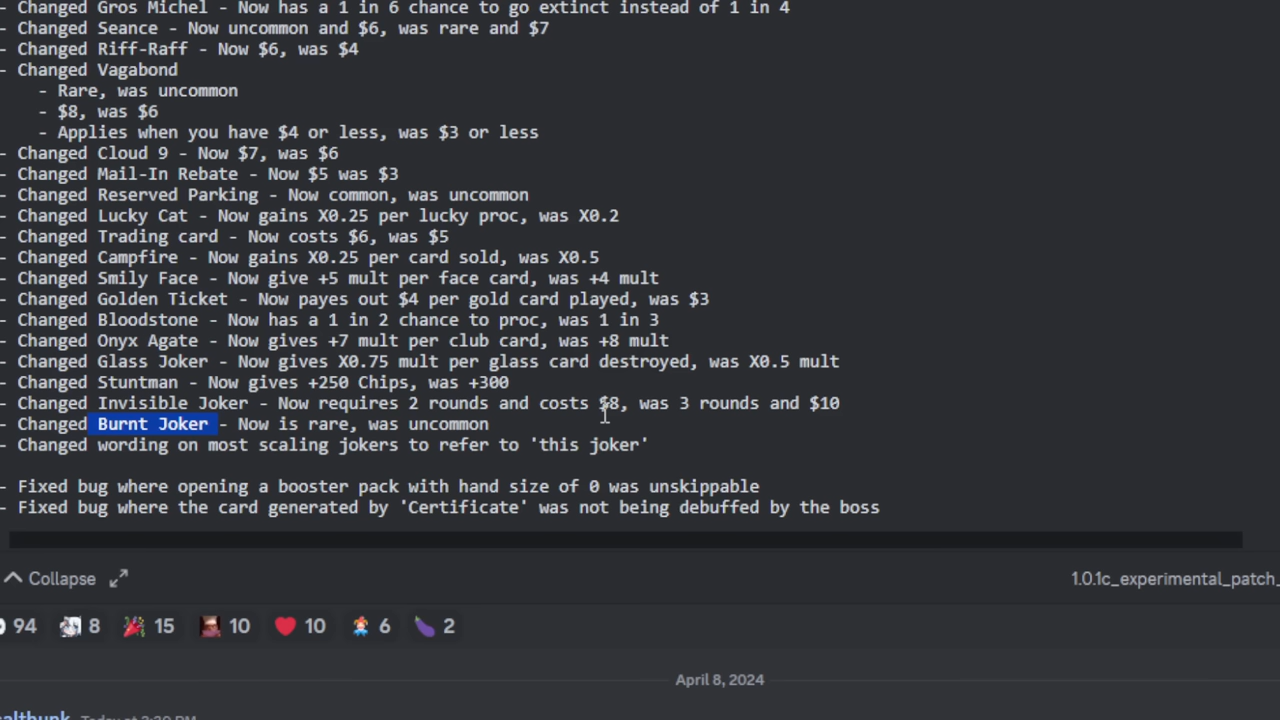 - Changed Gros Michel - Now has a 1 in 6 chance to go extinct instead of 1 in 4
- Changed Seance - Now uncommon and $6, was rare and $7
- Changed Riff-Raff - Now $6, was $4
- Changed Vagabond
- Rare, was uncommon
- $8, was $6
- Applies when you have $4 or less, was $3 or less
- Changed Cloud 9 - Now $7, was $6
- Changed Mail-In Rebate - Now $5 was $3
- Changed Reserved Parking - Now common, was uncommon
- Changed Lucky Cat - Now gains X0.25 per lucky proc, was X0.2
- Changed Trading card - Now costs $6, was $5
- Changed Campfire - Now gains X0.25 per card sold, was X0.5
- Changed Smily Face - Now give +5 mult per face card, was +4 mult
- Changed Golden Ticket - Now payes out $4 per gold card played, was $3
- Changed Bloodstone - Now has a 1 in 2 chance to proc, was 1 in 3
- Changed Onyx Agate - Now gives +7 mult per club card, was +8 mult
- Changed Glass Joker - Now gives X0.75 mult per glass card destroyed, was X0.5 mult
- Changed Stuntman - Now gives +250 Chips, was +300
- Changed Invisible Joker - Now requires 2 rounds and costs $8, was 3 rounds and $10
- Changed Burnt Joker - Now is rare, was uncommon
- Changed wording on most scaling jokers to refer to 'this joker'
- Fixed bug where opening a booster pack with hand size of 0 was unskippable
- Fixed bug where the card generated by 'Certificate' was not being debuffed by the boss
Collapse 1.0.1c_experimental_patch_
94 8 15 10 10 6 2
April 8, 2024